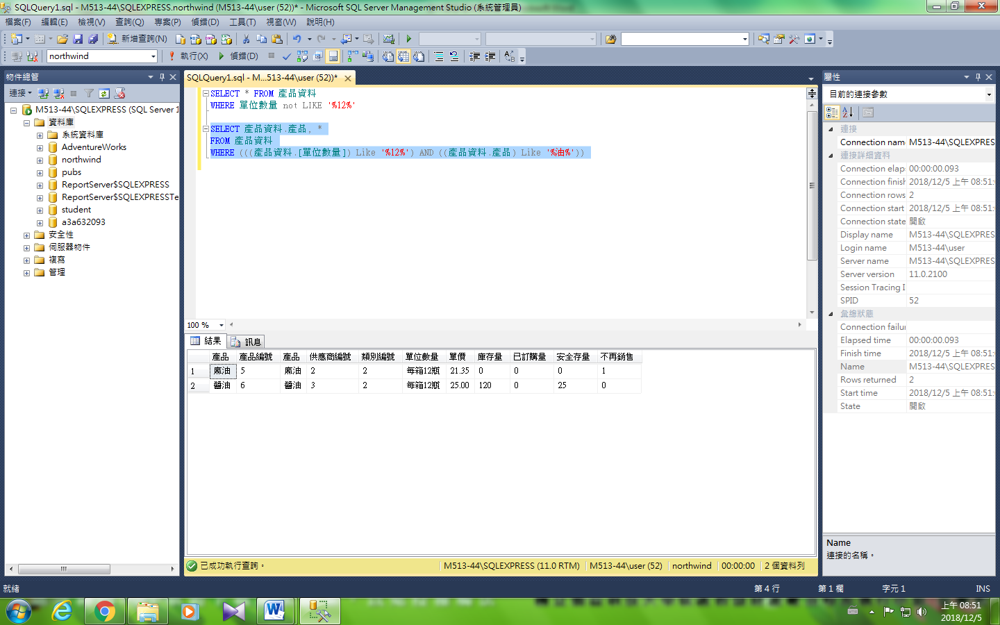 SQLQuery1.sql - M513-44\SQLEXPRESS.northwind (M513-44\user (52))* - Microsoft SQL Server Management Studio (系統管理員)
檔案(F) 編輯(E) 檢視(V) 查詢(Q) 專案(P) 偵錯(D) 工具(T) 視窗(W) 說明(H)
新增查詢(N)
northwind 執行(X) 偵錯(D)
物件總管
連接
M513-44\SQLEXPRESS (SQL Server 1
資料庫
系統資料庫
AdventureWorks
northwind
pubs
ReportServer$SQLEXPRESS
ReportServer$SQLEXPRESSTe
student
a3a632093
安全性
伺服器物件
複寫
管理
SQLQuery1.sql - M...513-44\user (52))*
SELECT * FROM 產品資料
WHERE 單位數量 not LIKE '%12%'
SELECT 產品資料.產品, *
FROM 產品資料
WHERE (((產品資料.[單位數量]) Like '%12%') AND ((產品資料.產品) Like '%油%'))
100 %
結果 訊息
產品 產品編號 產品 供應商編號 類別編號 單位數量 單價 庫存量 已訂購量 安全存量 不再銷售
1 麻油 5 麻油 2 2 每箱12瓶 21.35 0 0 0 1
2 醬油 6 醬油 3 2 每箱12瓶 25.00 120 0 25 0
已成功執行查詢。 M513-44\SQLEXPRESS (11.0 RTM) M513-44\user (52) northwind 00:00:00 2 個資料列
屬性
目前的連接參數
連接
Connection nam M513-44\SQLEXPRES
連接詳細資料
Connection elap 00:00:00.093
Connection finish 2018/12/5 上午 08:51:
Connection rows 2
Connection start 2018/12/5 上午 08:51:
Connection state 開啟
Display name M513-44\SQLEXPRES
Login name M513-44\user
Server name M513-44\SQLEXPRES
Server version 11.0.2100
Session Tracing I
SPID 52
彙總狀態
Connection failu
Elapsed time 00:00:00.093
Finish time 2018/12/5 上午 08:51:
Name M513-44\SQLEXPRES
Rows returned 2
Start time 2018/12/5 上午 08:51:
State 開啟
Name
連接的名稱。
就緒 第 4 行 第 1 欄 字元 1 INS
上午 08:51
2018/12/5